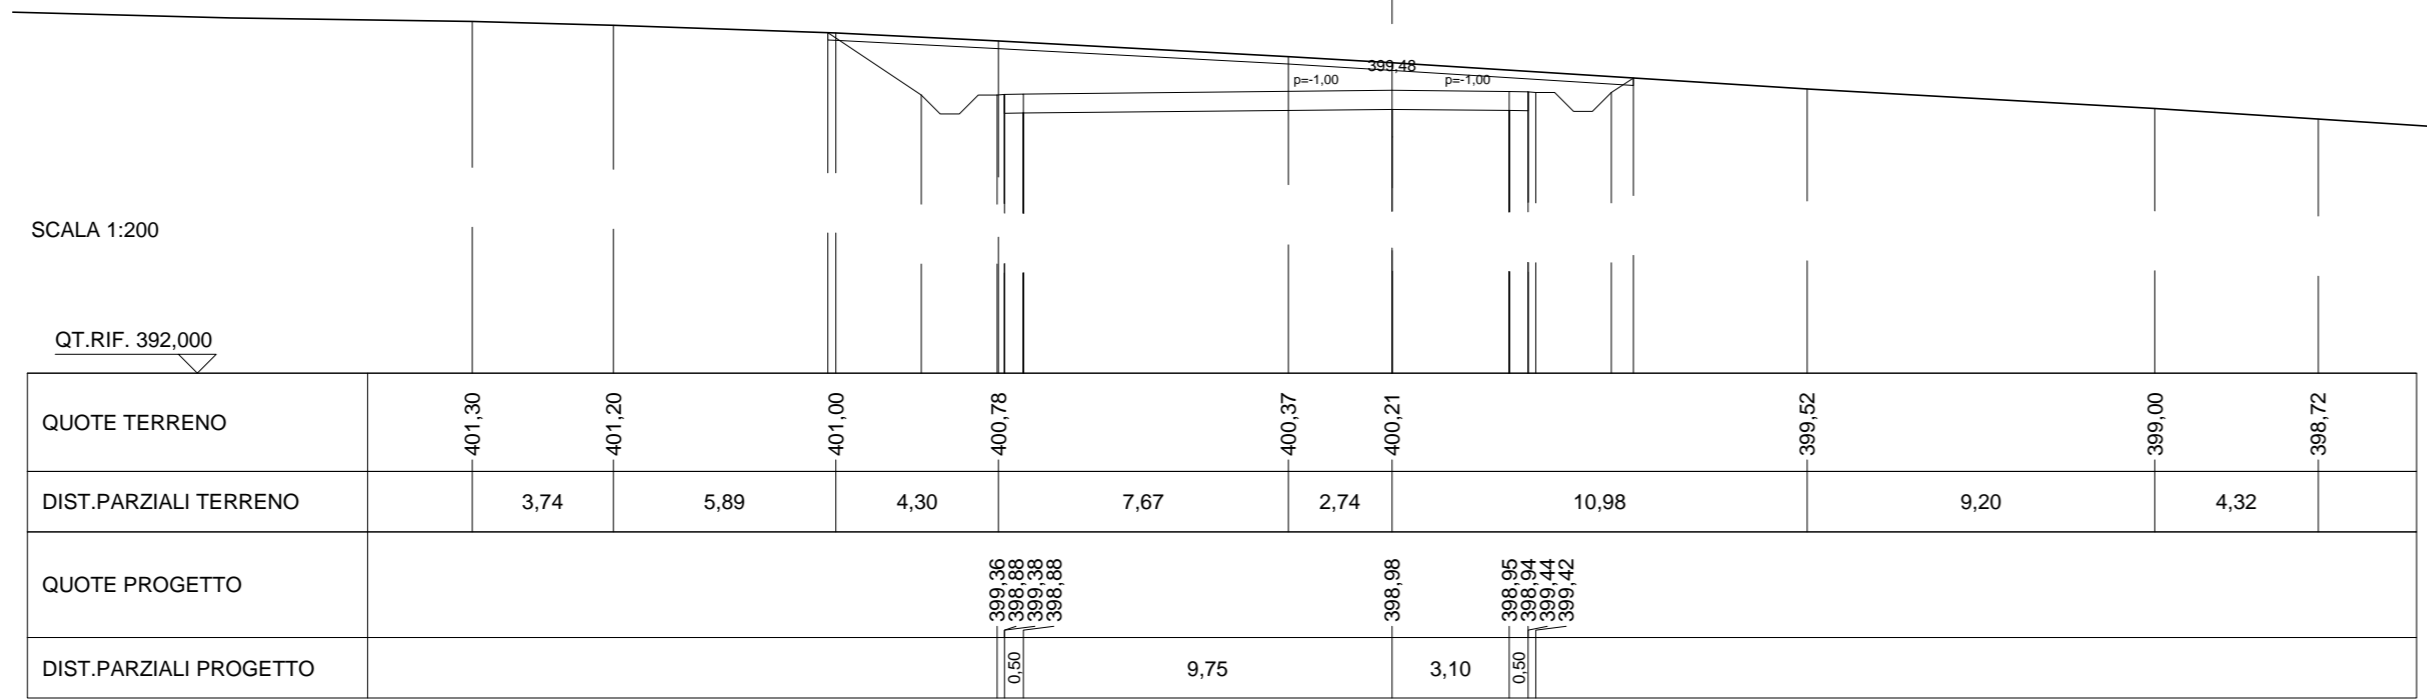 399,48
p=-1,00 p=-1,00
SCALA 1:200
QT.RIF. 392,000
QUOTE TERRENO 401,30 401,20 401,00 400,78 400,37 400,21 399,52 399,00 398,72
DIST.PARZIALI TERRENO 3,74 5,89 4,30 7,67 2,74 10,98 9,20 4,32
QUOTE PROGETTO 399,36 398,88 399,38 398,88 398,98 398,95 398,94 399,44 399,42
DIST.PARZIALI PROGETTO 0,50 9,75 3,10 0,50